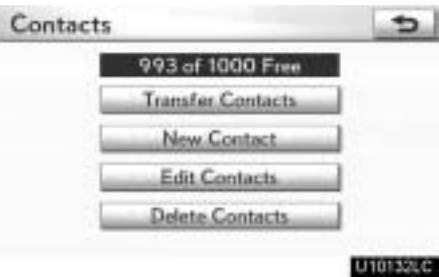 Contacts
993 of 1000 Free
Transfer Contacts
New Contact
Edit Contacts
Delete Contacts
U10132LC